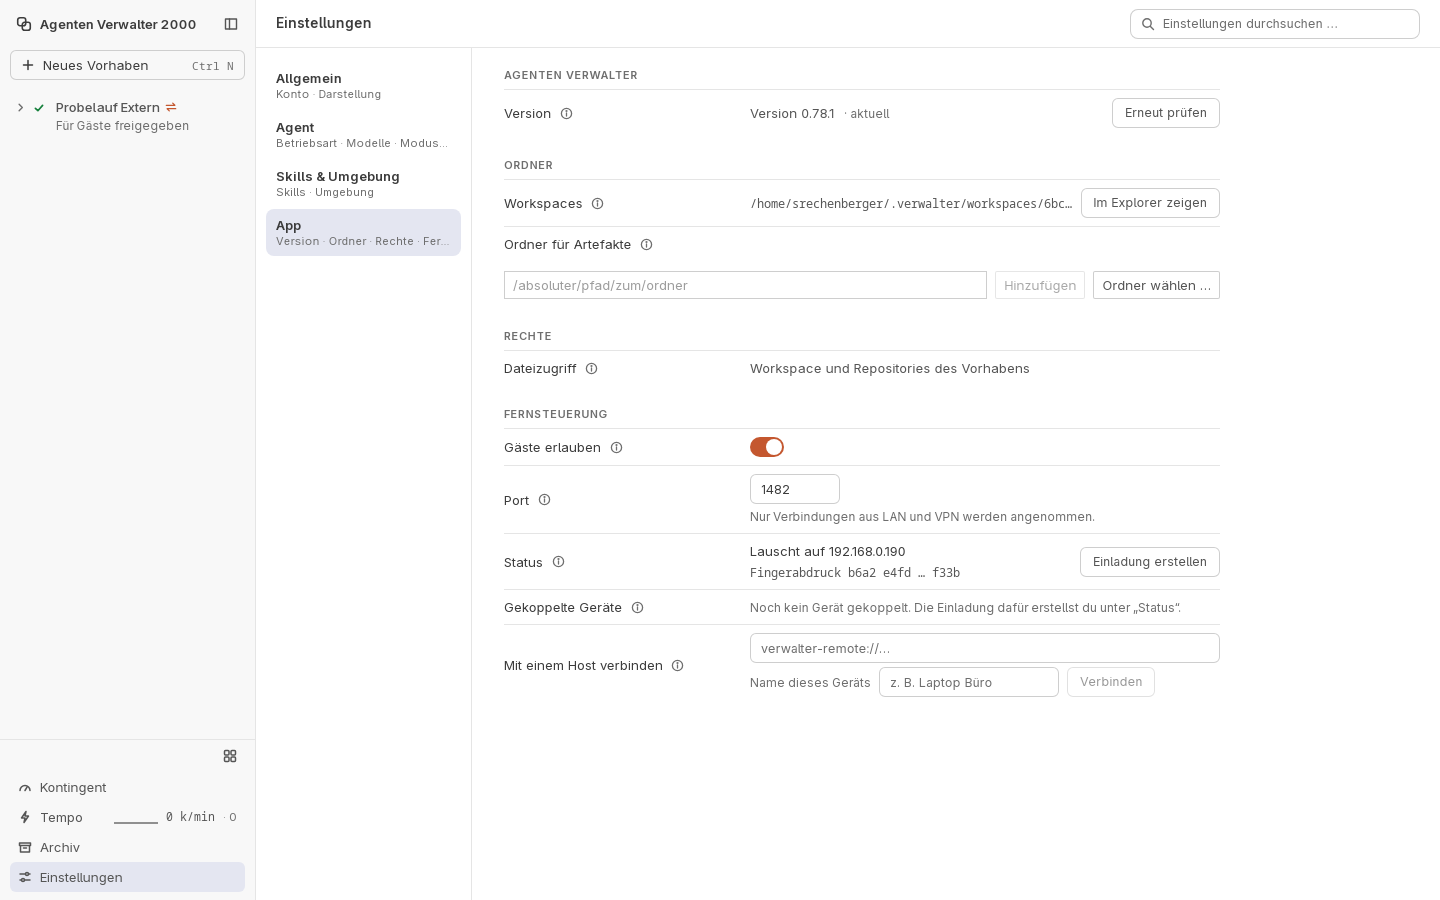 Agenten Verwalter 2000
Neues Vorhaben Ctrl N
Probelauf Extern
Für Gäste freigegeben
Kontingent
Tempo 0 k/min · 0
Archiv
Einstellungen
Einstellungen
Einstellungen durchsuchen …
Allgemein
Konto · Darstellung
Agent
Betriebsart · Modelle · Modus…
Skills & Umgebung
Skills · Umgebung
App
Version · Ordner · Rechte · Fer…
AGENTEN VERWALTER
Version Version 0.78.1 · aktuell Erneut prüfen
ORDNER
Workspaces /home/srechenberger/.verwalter/workspaces/6bc… Im Explorer zeigen
Ordner für Artefakte
/absoluter/pfad/zum/ordner Hinzufügen Ordner wählen …
RECHTE
Dateizugriff Workspace und Repositories des Vorhabens
FERNSTEUERUNG
Gäste erlauben
Port 1482
Nur Verbindungen aus LAN und VPN werden angenommen.
Status Lauscht auf 192.168.0.190 Einladung erstellen
Fingerabdruck b6a2 e4fd … f33b
Gekoppelte Geräte Noch kein Gerät gekoppelt. Die Einladung dafür erstellst du unter „Status“.
Mit einem Host verbinden verwalter-remote://…
Name dieses Geräts z. B. Laptop Büro Verbinden